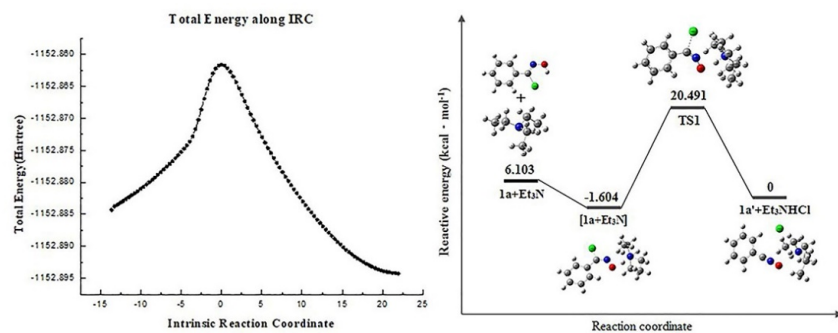 Total Energy along IRC
Total Energy(Hartree)
-1152.880
-1152.865
-1152.870
-1152.875
-1152.880
-1152.885
-1152.890
-1152.895
-15
-10
-5
0
5
10
15
20
25
Intrinsic Reaction Coordinate
Reactive energy (kcal · mol-1)
+
6.103
1a+Et3N
-1.604
[1a+Et3N]
20.491
TS1
0
1a'+Et3NHCl
Reaction coordinate